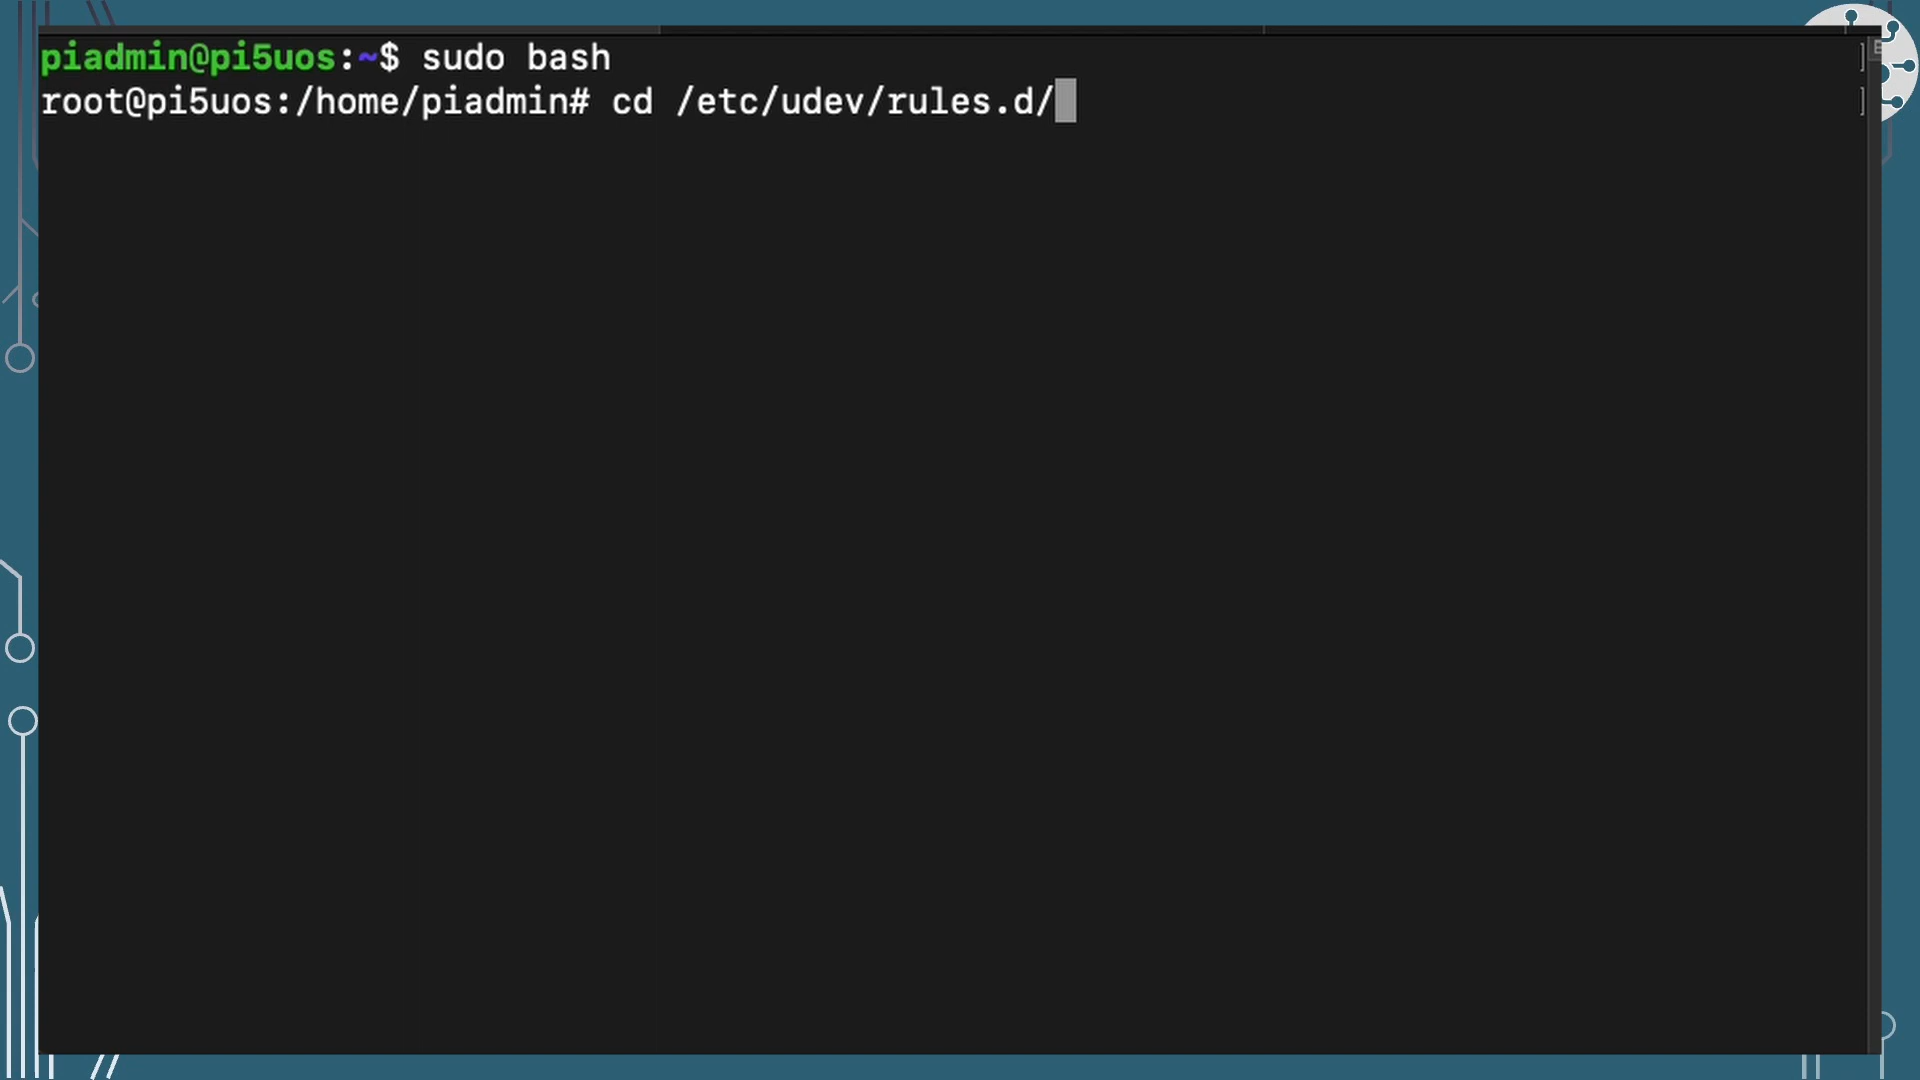 piadmin@pi5uos:~$ sudo bash
root@pi5uos:/home/piadmin# cd /etc/udev/rules.d/